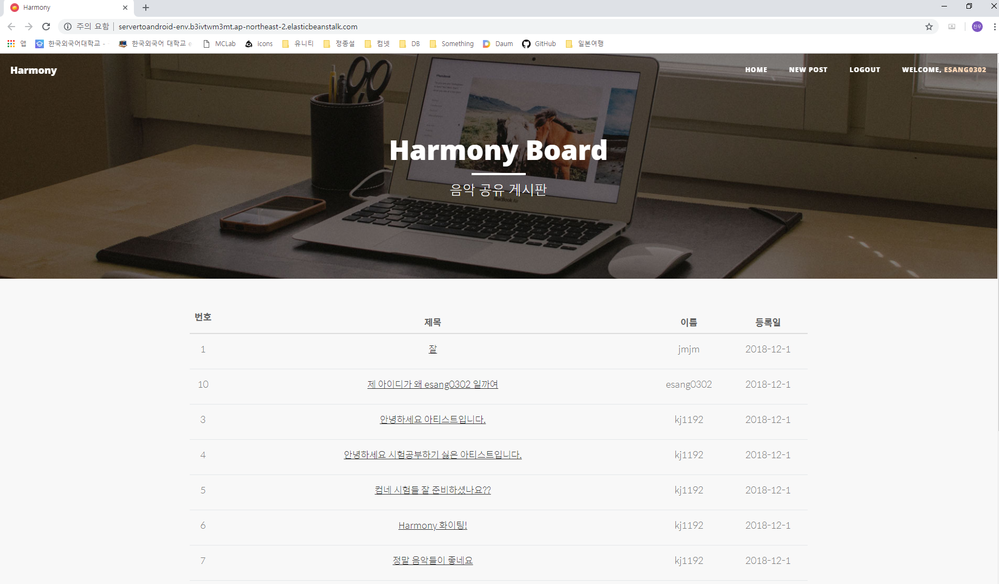 Harmony
주의 요함 servertoandroid-env.b3ivtwm3mt.ap-northeast-2.elasticbeanstalk.com 진우
앱 한국외국어대학교 - 한국외국어 대학교 e MCLab icons 유니티 정종설 컴넷 DB Something Daum GitHub 일본여행
Harmony HOME NEW POST LOGOUT WELCOME, ESANG0302
Photobook
Harmony Board
음악 공유 게시판
MacBook Air
번호 제목 이름 등록일
1 잘 jmjm 2018-12-1
10 제 아이디가 왜 esang0302 일까여 esang0302 2018-12-1
3 안녕하세요 아티스트입니다. kj1192 2018-12-1
4 안녕하세요 시험공부하기 싫은 아티스트입니다. kj1192 2018-12-1
5 컴네 시험들 잘 준비하셨나요?? kj1192 2018-12-1
6 Harmony 화이팅! kj1192 2018-12-1
7 정말 음악들이 좋네요 kj1192 2018-12-1